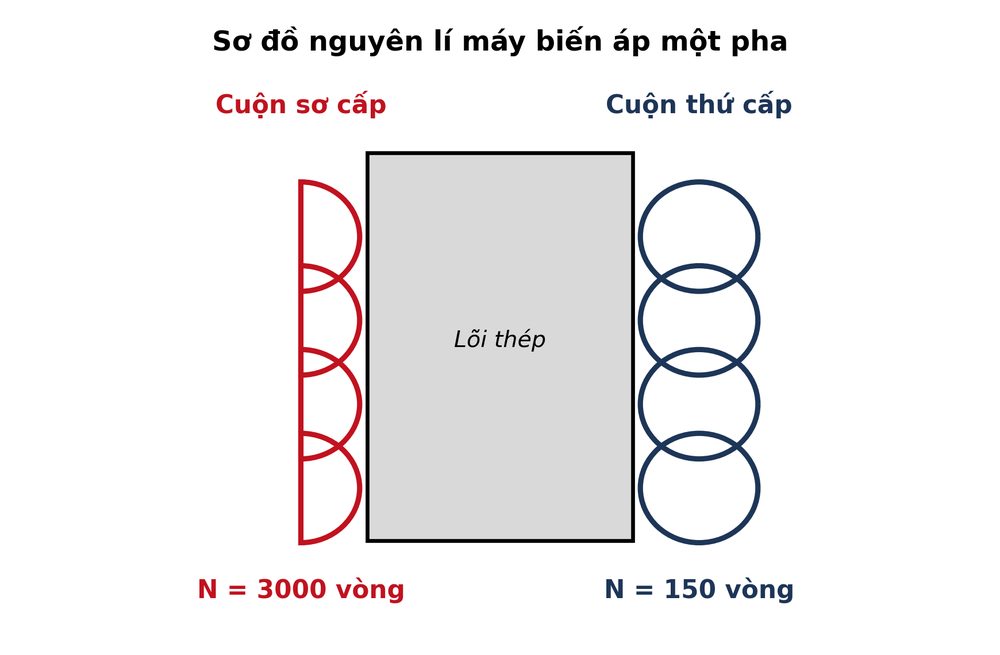 Sơ đồ nguyên lí máy biến áp một pha
Cuộn sơ cấp
Cuộn thứ cấp
Lõi thép
N = 3000 vòng
N = 150 vòng